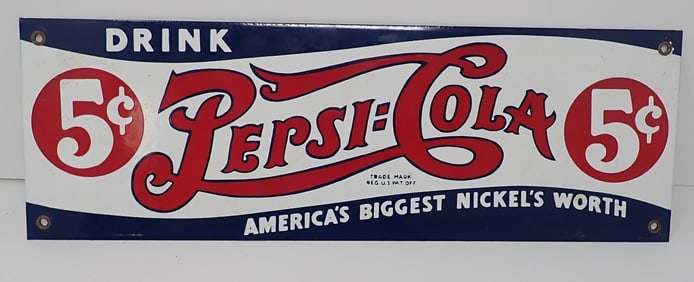 DRINK
5¢
PEPSI:COLA
5¢
TRADE MARK
REG. U.S. PAT. OFF.
AMERICA'S BIGGEST NICKEL'S WORTH